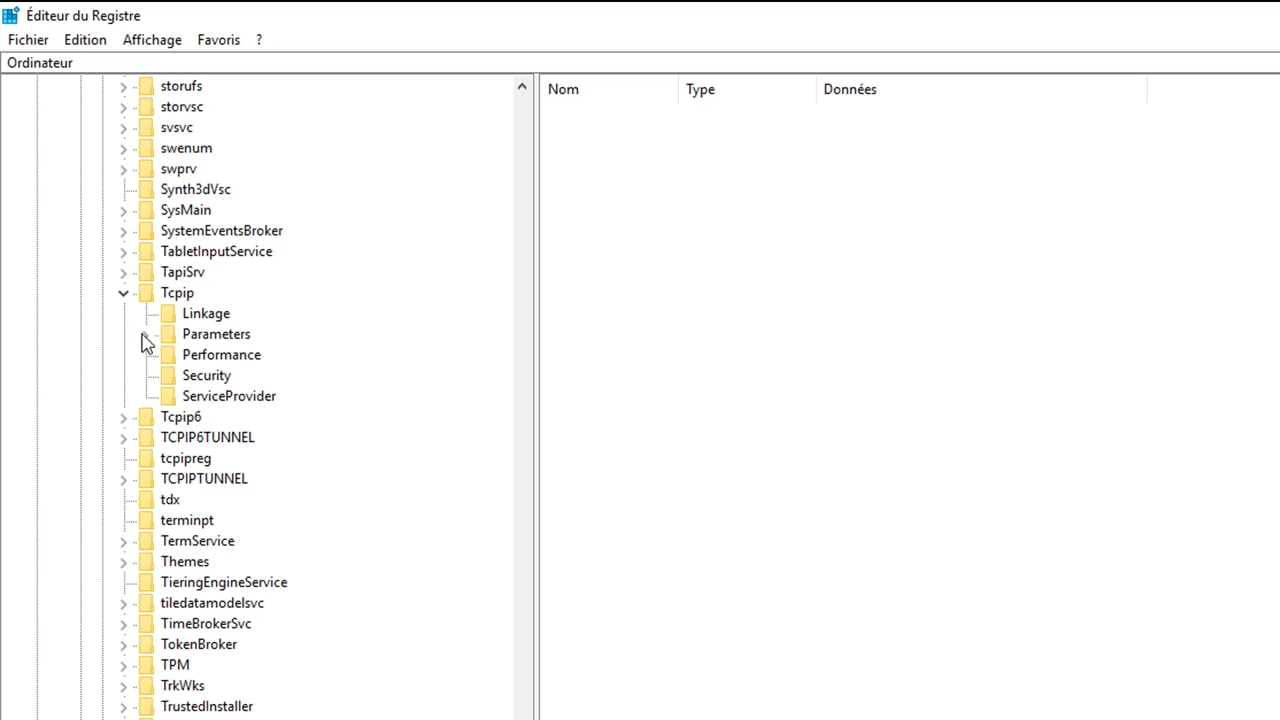 Éditeur du Registre
Fichier Edition Affichage Favoris ?
Ordinateur
storufs
storvsc
svsvc
swenum
swprv
Synth3dVsc
SysMain
SystemEventsBroker
TabletInputService
TapiSrv
Tcpip
Linkage
Parameters
Performance
Security
ServiceProvider
Tcpip6
TCPIP6TUNNEL
tcpipreg
TCPIPTUNNEL
tdx
terminpt
TermService
Themes
TieringEngineService
tiledatamodelsvc
TimeBrokerSvc
TokenBroker
TPM
TrkWks
TrustedInstaller
Nom Type Données